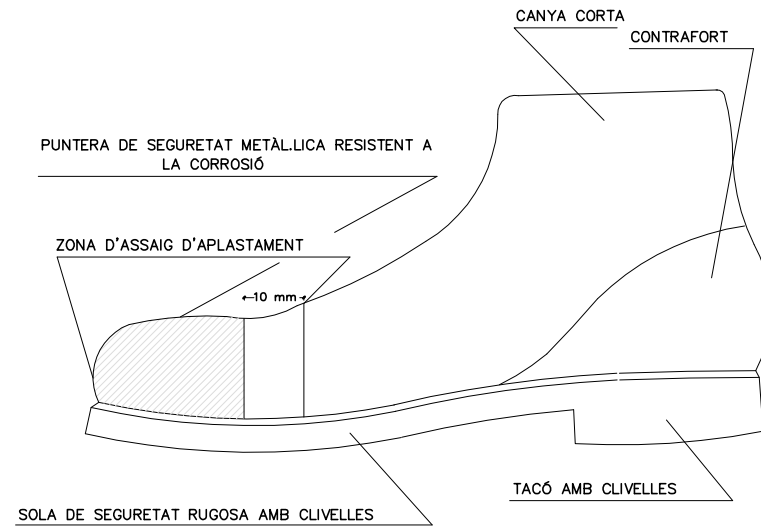 CANYA CORTA
CONTRAFORT
PUNTERA DE SEGURETAT METÀL.LICA RESISTENT A
LA CORROSIÓ
ZONA D'ASSAIG D'APLASTAMENT
10 mm
TACÓ AMB CLIVELLES
SOLA DE SEGURETAT RUGOSA AMB CLIVELLES